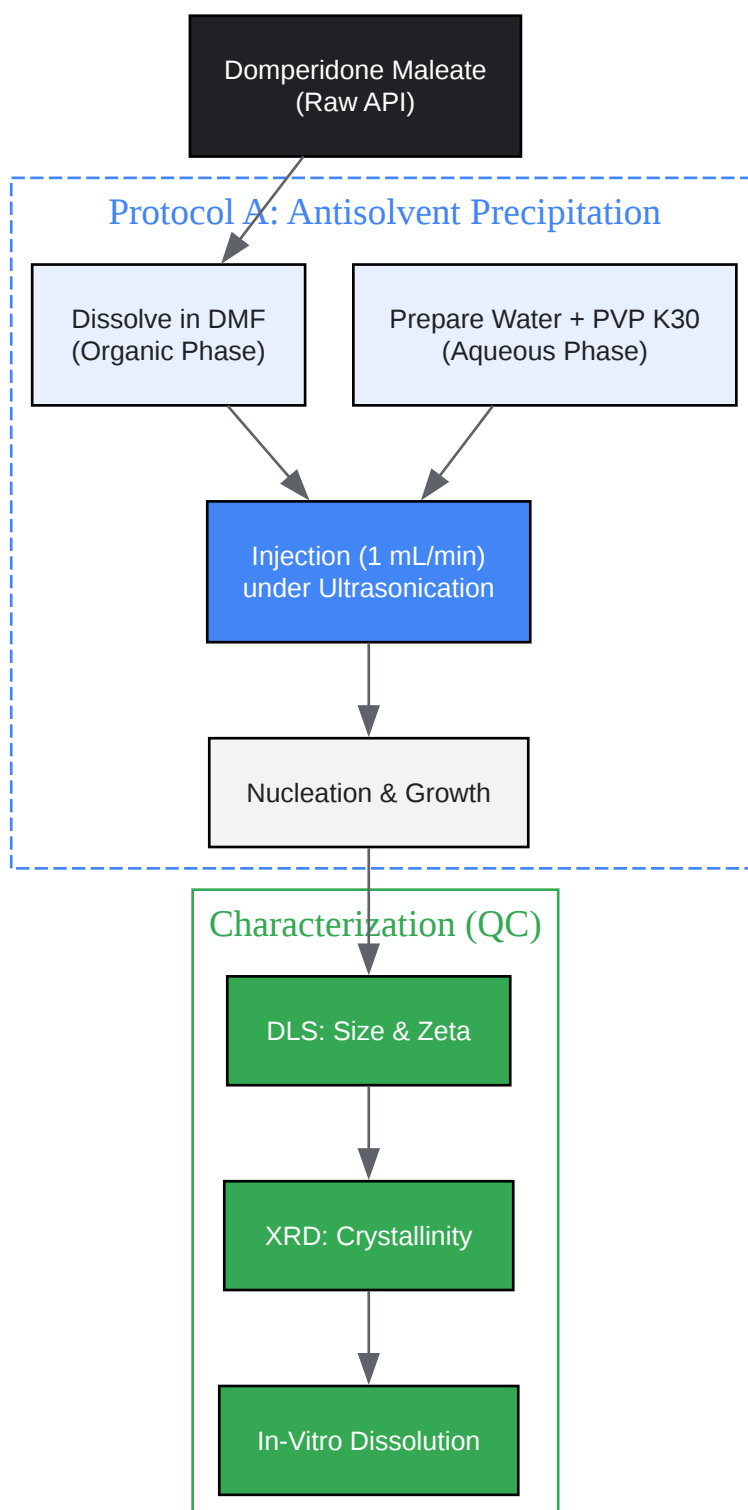 Domperidone Maleate
(Raw API)
Protocol A: Antisolvent Precipitation
Dissolve in DMF
(Organic Phase)
Prepare Water + PVP K30
(Aqueous Phase)
Injection (1 mL/min)
under Ultrasonication
Nucleation & Growth
Characterization (QC)
DLS: Size & Zeta
XRD: Crystallinity
In-Vitro Dissolution